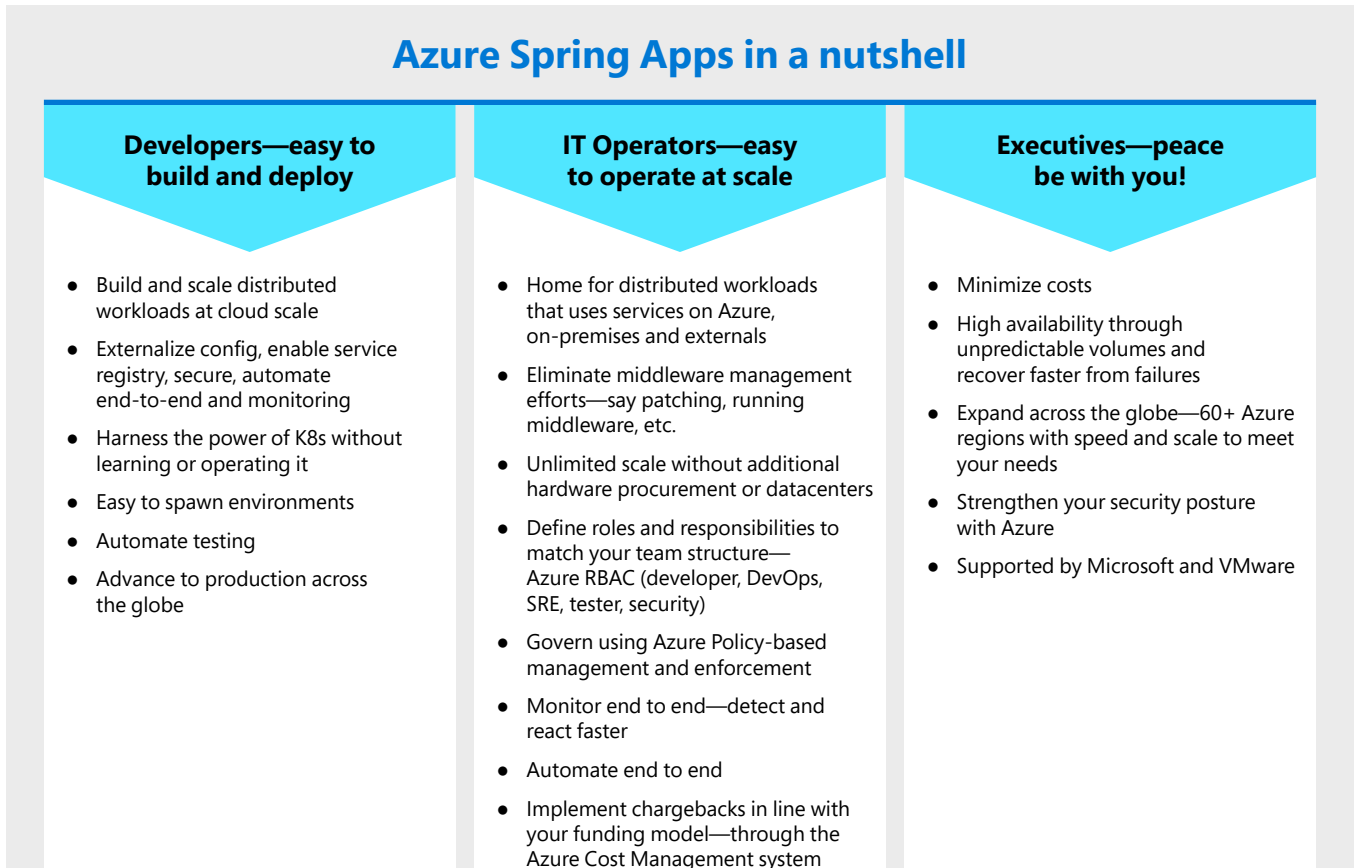 Azure Spring Apps in a nutshell
Developers—easy to
build and deploy
● Build and scale distributed
workloads at cloud scale
● Externalize config, enable service
registry, secure, automate
end-to-end and monitoring
● Harness the power of K8s without
learning or operating it
● Easy to spawn environments
● Automate testing
● Advance to production across
the globe
IT Operators—easy
to operate at scale
● Home for distributed workloads
that uses services on Azure,
on-premises and externals
● Eliminate middleware management
efforts—say patching, running
middleware, etc.
● Unlimited scale without additional
hardware procurement or datacenters
● Define roles and responsibilities to
match your team structure—
Azure RBAC (developer, DevOps,
SRE, tester, security)
● Govern using Azure Policy-based
management and enforcement
● Monitor end to end—detect and
react faster
● Automate end to end
● Implement chargebacks in line with
your funding model—through the
Azure Cost Management system
Executives—peace
be with you!
● Minimize costs
● High availability through
unpredictable volumes and
recover faster from failures
● Expand across the globe—60+ Azure
regions with speed and scale to meet
your needs
● Strengthen your security posture
with Azure
● Supported by Microsoft and VMware